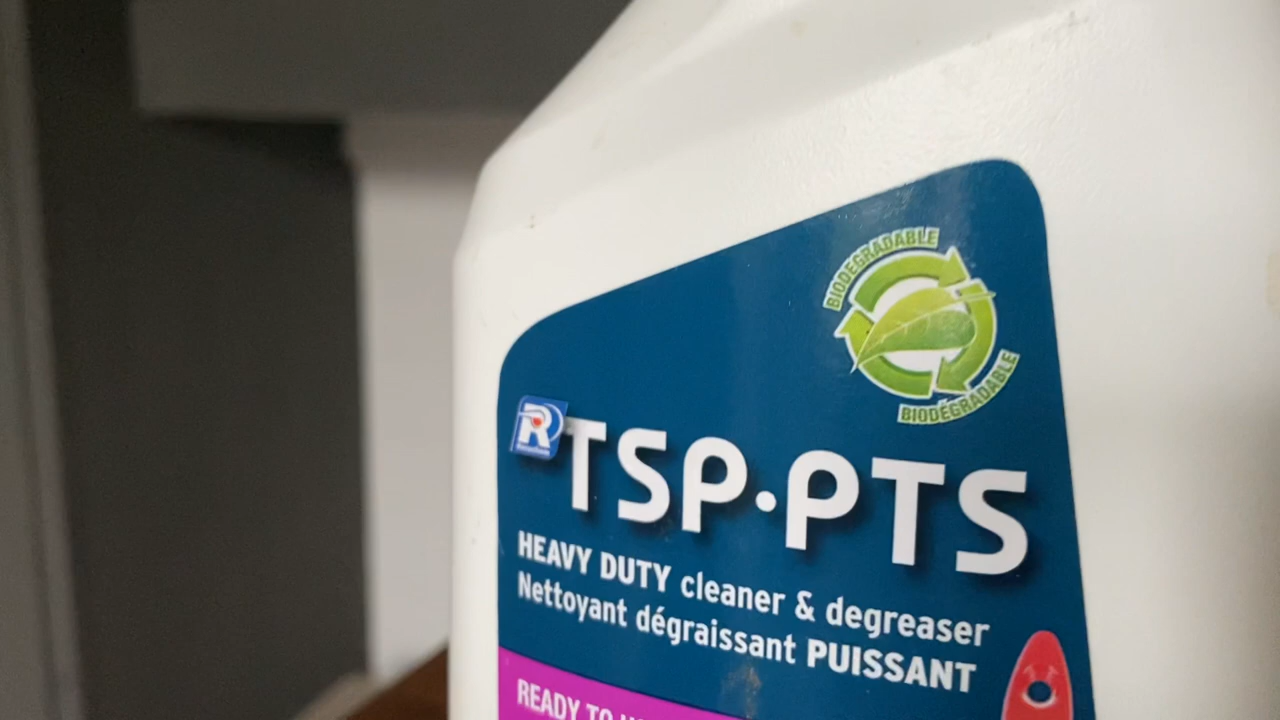 BIODEGRADABLE
BIODÉGRADABLE
R
TSP·PTS
HEAVY DUTY cleaner & degreaser
Nettoyant dégraissant PUISSANT
READY TO